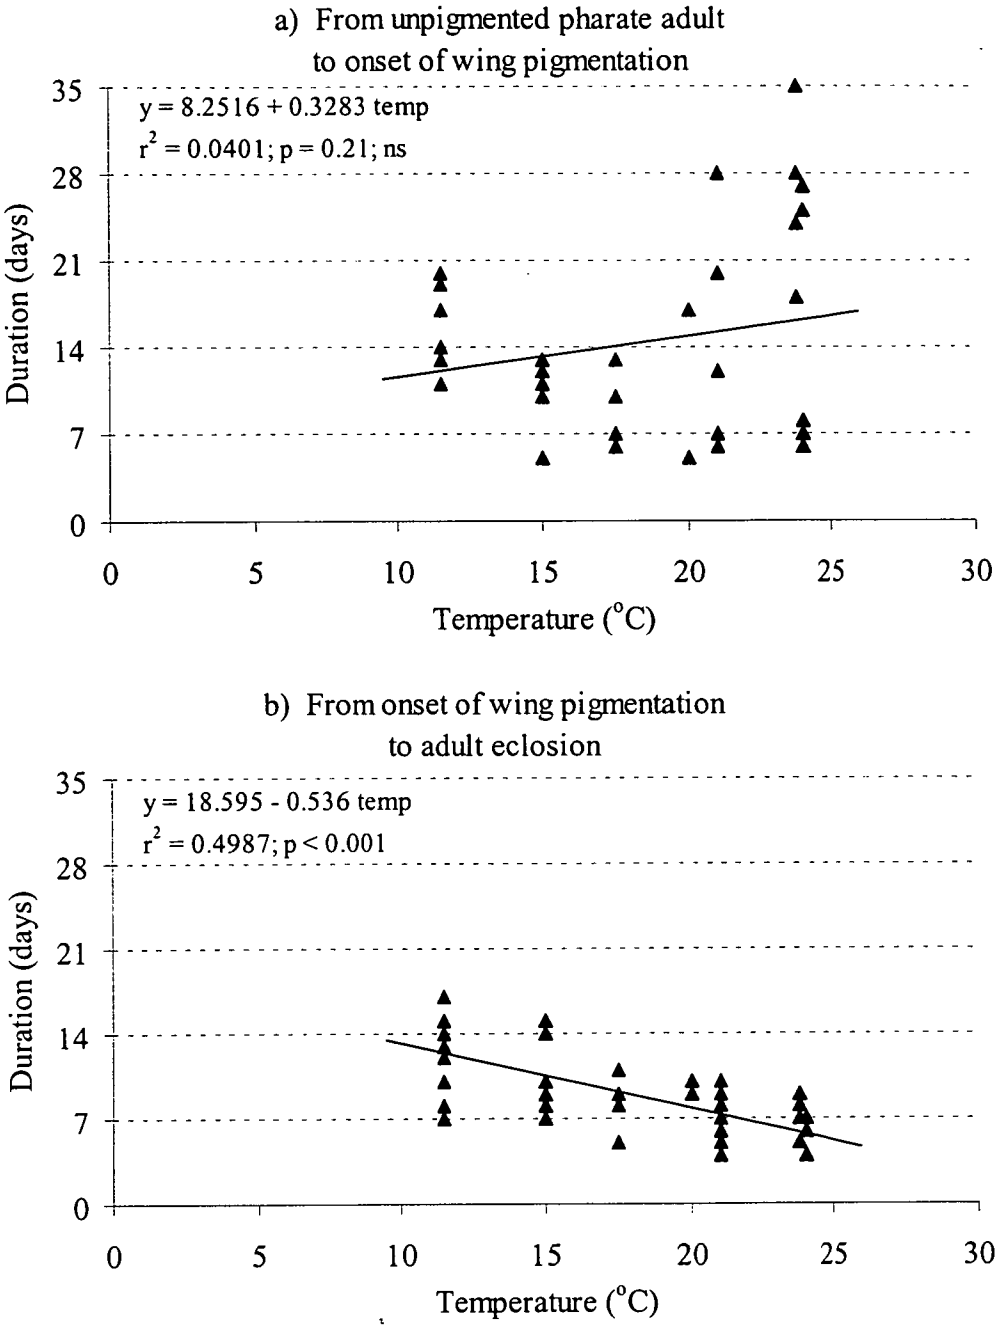 a) From unpigmented pharate adult
to onset of wing pigmentation
35
y = 8.2516 + 0.3283 temp
r² = 0.0401; p = 0.21; ns
28
21
14
7
0
Duration (days)
0 5 10 15 20 25 30
Temperature (°C)
b) From onset of wing pigmentation
to adult eclosion
35
y = 18.595 - 0.536 temp
r² = 0.4987; p < 0.001
28
21
14
7
0
Duration (days)
0 5 10 15 20 25 30
Temperature (°C)